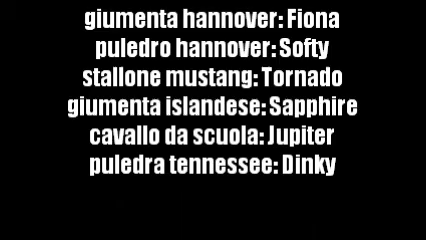 giumenta hannover: Fiona
puledro hannover: Softy
stallone mustang: Tornado
giumenta islandese: Sapphire
cavallo da scuola: Jupiter
puledra tennessee: Dinky